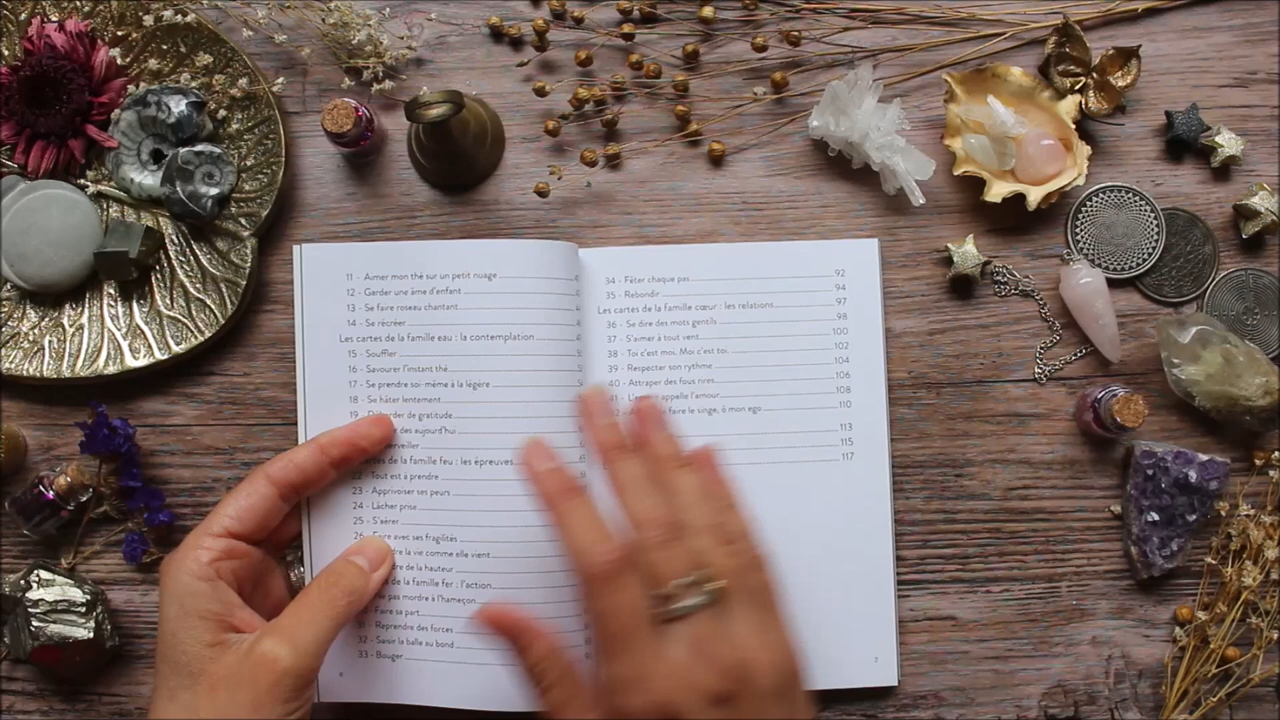 11 - Aimer mon thé sur un petit nuage
12 - Garder une âme d'enfant
13 - Se faire roseau chantant
14 - Se récréer
Les cartes de la famille eau : la contemplation
15 - Souffler
16 - Savourer l'instant thé
17 - Se prendre soi-même à la légère
18 - Se hâter lentement
19 - de gratitude
des aujourd'hui
de la famille feu : les épreuves
22 - Tout est à prendre
23 - Apprivoiser ses peurs
24 - Lâcher prise
25 - S'aérer
26 - Faire avec ses fragilités
la vie comme elle vient
de la hauteur
de la famille fer : l'action
pas mordre à l'hameçon
Faire sa part
31 - Reprendre des forces
32 - Saisir la balle au bond
33 - Bouger
34 - Fêter chaque pas 92
35 - Rebondir 94
Les cartes de la famille cœur : les relations 97
36 - Se dire des mots gentils 98
37 - S'aimer à tout vent 100
38 - Toi c'est moi. Moi c'est toi. 102
39 - Respecter son rythme 104
40 - Attraper des fous rires 106
41 - appelle l'amour 108
faire le singe, ô mon ego 110
113
115
117
7